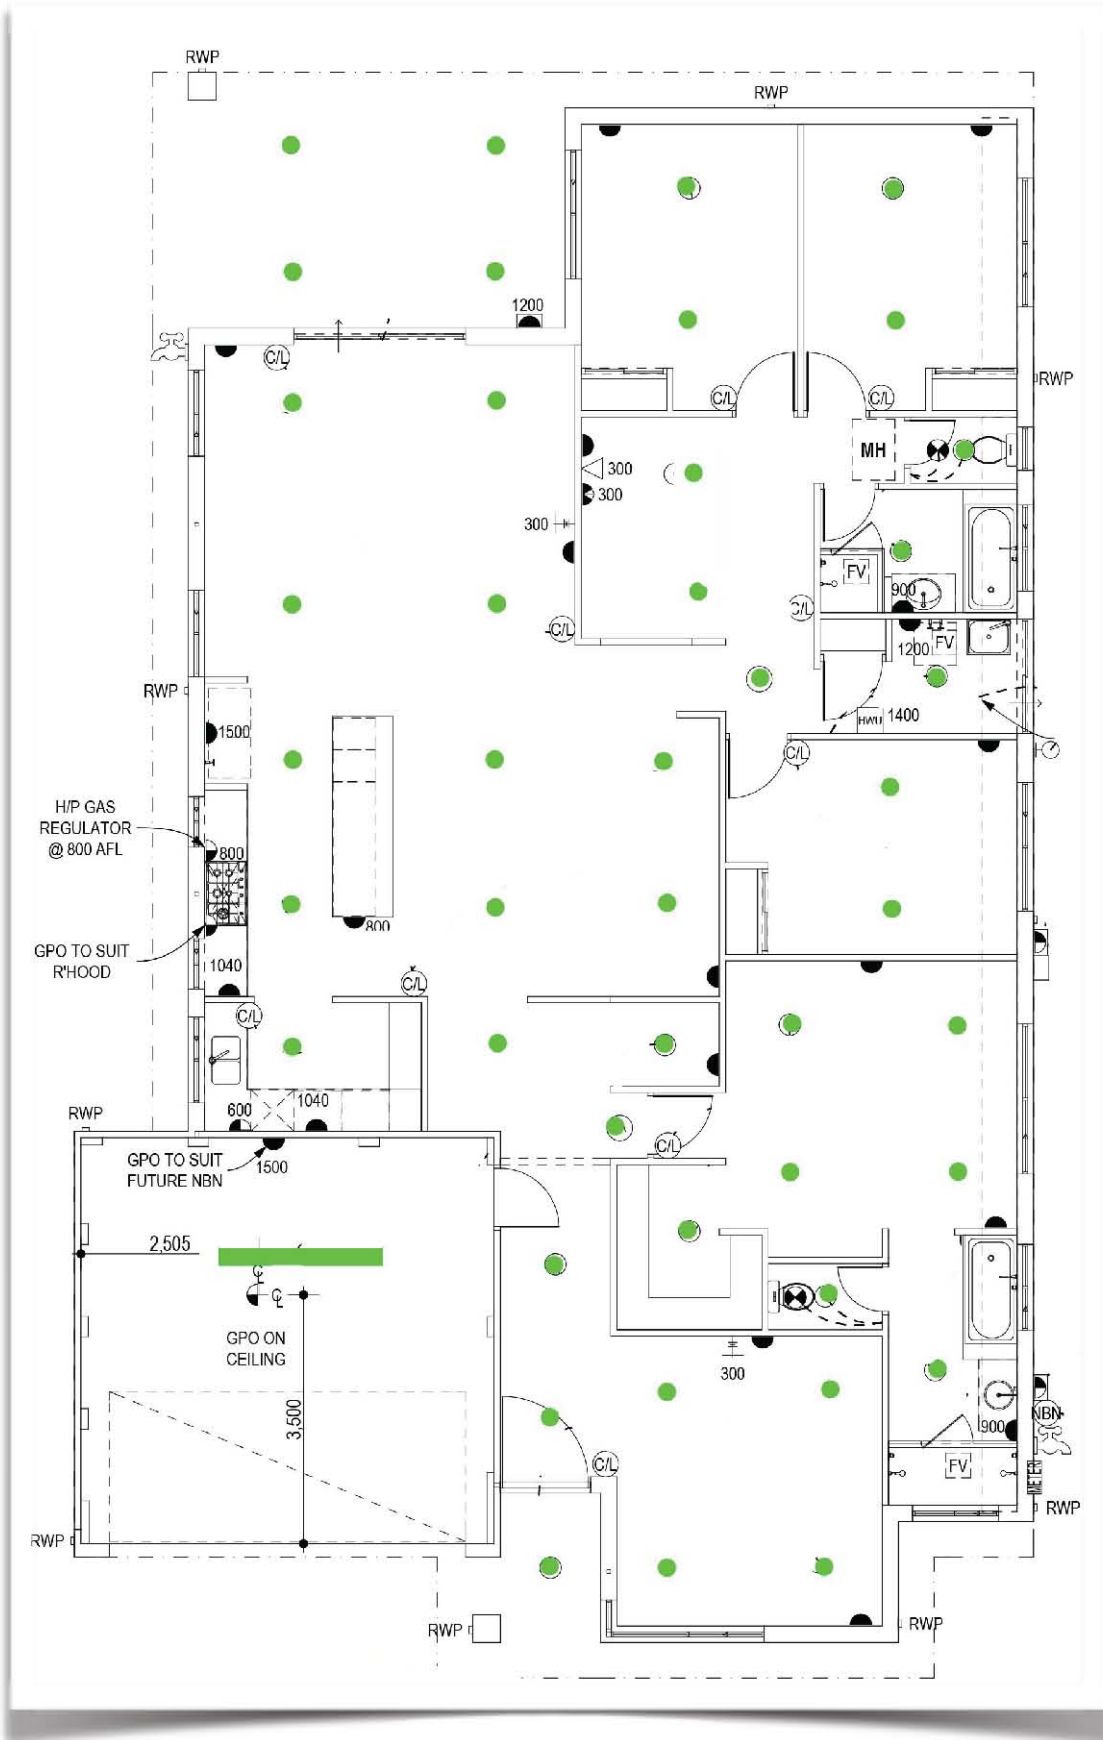 RWP
RWP
1200
C/L
C/L
C/L
RWP
MH
300
300
300
FV
900
C/L
C/L
1200
FV
RWP
1500
HWU
1400
C/L
H/P GAS
REGULATOR
@ 800 AFL
800
800
GPO TO SUIT
R'HOOD
1040
C/L
C/L
600
1040
RWP
C/L
GPO TO SUIT
FUTURE NBN
1500
2,505
GPO ON
CEILING
3,500
300
NBN
900
C/L
FV
METER
RWP
RWP
RWP
RWP